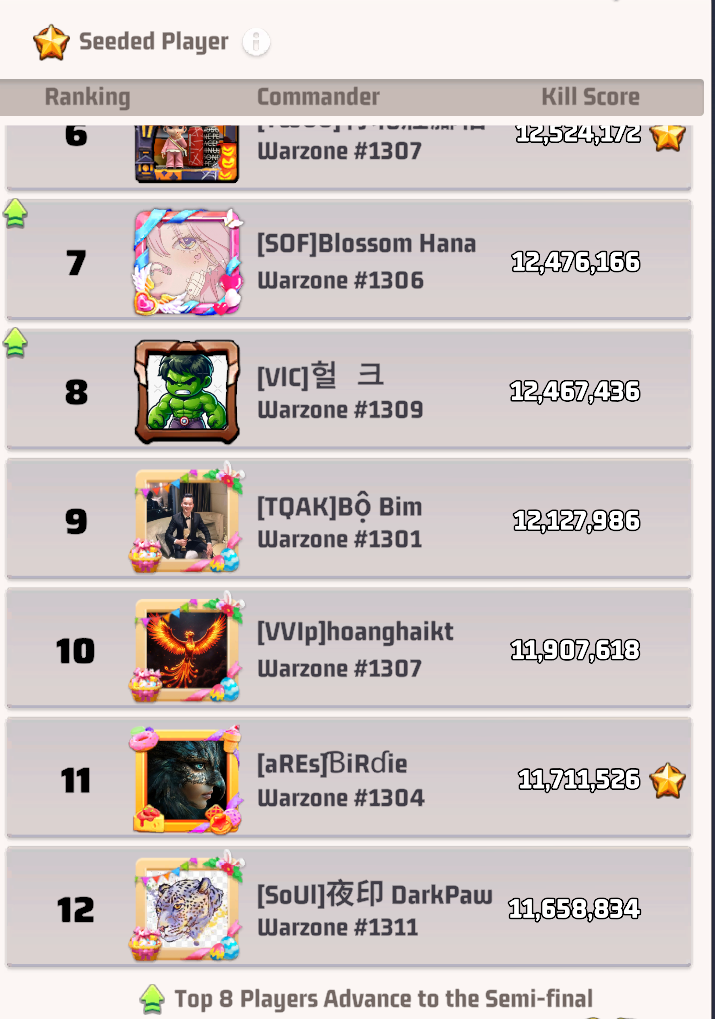 Seeded Player
Ranking Commander Kill Score
6 12,524,172
Warzone #1307
7 [SOF]Blossom Hana 12,476,166
Warzone #1306
8 [VIC]헐 크 12,467,436
Warzone #1309
9 [TQAK]Bộ Bim 12,127,986
Warzone #1301
10 [VVIp]hoanghaikt 11,907,618
Warzone #1307
11 [aREs]ƁiRɗie 11,711,526
Warzone #1304
12 [SoUl]夜印 DarkPaw 11,658,834
Warzone #1311
Top 8 Players Advance to the Semi-final